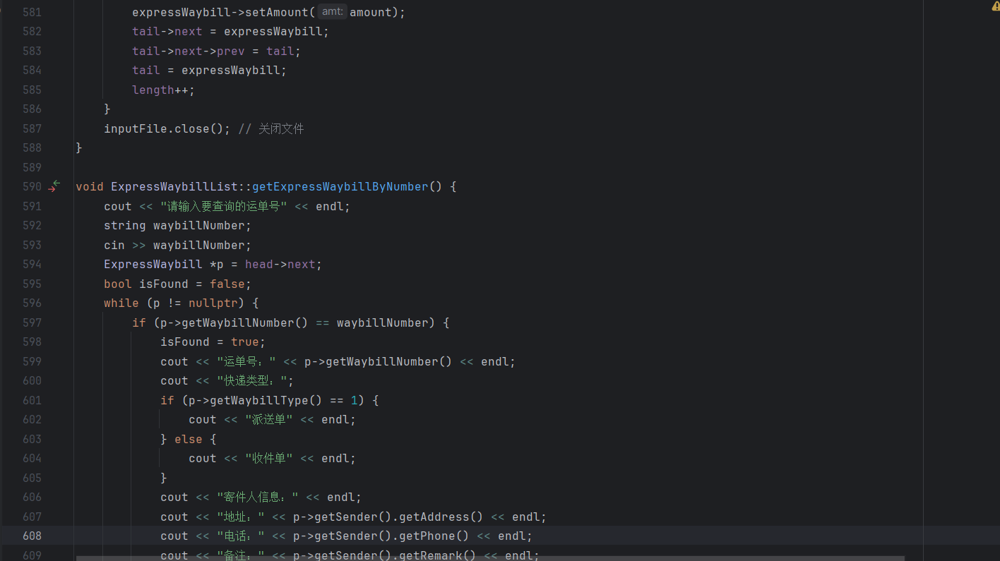 581 expressWaybill->setAmount( amt: amount);
582 tail->next = expressWaybill;
583 tail->next->prev = tail;
584 tail = expressWaybill;
585 length++;
586 }
587 inputFile.close(); // 关闭文件
588 }
589
590 void ExpressWaybillList::getExpressWaybillByNumber() {
591 cout << "请输入要查询的运单号" << endl;
592 string waybillNumber;
593 cin >> waybillNumber;
594 ExpressWaybill *p = head->next;
595 bool isFound = false;
596 while (p != nullptr) {
597 if (p->getWaybillNumber() == waybillNumber) {
598 isFound = true;
599 cout << "运单号：" << p->getWaybillNumber() << endl;
600 cout << "快递类型：";
601 if (p->getWaybillType() == 1) {
602 cout << "派送单" << endl;
603 } else {
604 cout << "收件单" << endl;
605 }
606 cout << "寄件人信息：" << endl;
607 cout << "地址：" << p->getSender().getAddress() << endl;
608 cout << "电话：" << p->getSender().getPhone() << endl;
609 cout << "备注：" << p->getSender().getRemark() << endl;